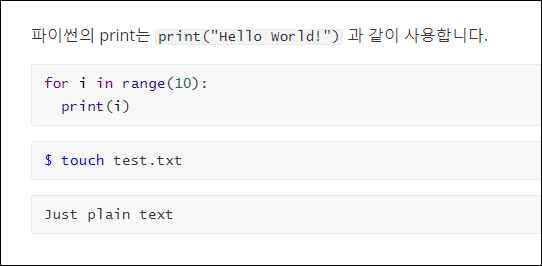 파이썬의 print는 print("Hello World!") 과 같이 사용합니다.
for i in range(10):
  print(i)
$ touch test.txt
Just plain text